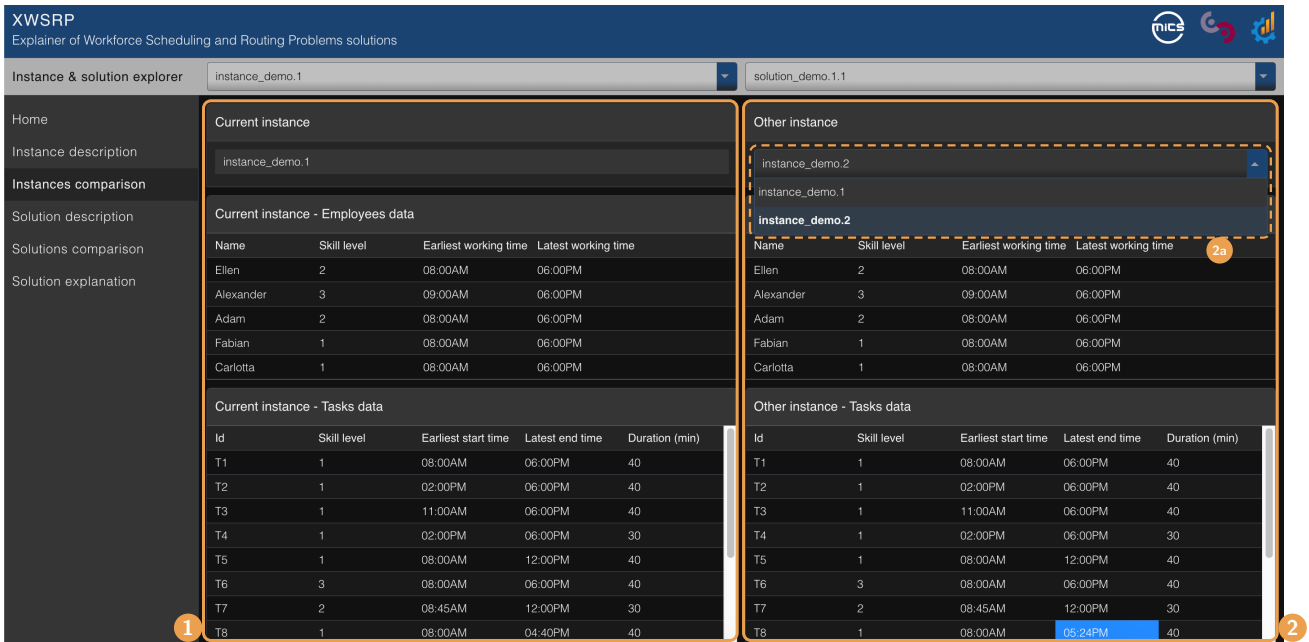 XWSRP
Explainer of Workforce Scheduling and Routing Problems solutions
mics
Instance & solution explorer instance_demo.1 solution_demo.1.1
Home
Instance description
Instances comparison
Solution description
Solutions comparison
Solution explanation
Current instance
instance_demo.1
Current instance - Employees data
Name Skill level Earliest working time Latest working time
Ellen 2 08:00AM 06:00PM
Alexander 3 09:00AM 06:00PM
Adam 2 08:00AM 06:00PM
Fabian 1 08:00AM 06:00PM
Carlotta 1 08:00AM 06:00PM
Current instance - Tasks data
Id Skill level Earliest start time Latest end time Duration (min)
T1 1 08:00AM 06:00PM 40
T2 1 02:00PM 06:00PM 40
T3 1 11:00AM 06:00PM 40
T4 1 02:00PM 06:00PM 30
T5 1 08:00AM 12:00PM 40
T6 3 08:00AM 06:00PM 40
T7 2 08:45AM 12:00PM 30
T8 1 08:00AM 04:40PM 40
1
Other instance
instance_demo.2
instance_demo.1
instance_demo.2
2a
Name Skill level Earliest working time Latest working time
Ellen 2 08:00AM 06:00PM
Alexander 3 09:00AM 06:00PM
Adam 2 08:00AM 06:00PM
Fabian 1 08:00AM 06:00PM
Carlotta 1 08:00AM 06:00PM
Other instance - Tasks data
Id Skill level Earliest start time Latest end time Duration (min)
T1 1 08:00AM 06:00PM 40
T2 1 02:00PM 06:00PM 40
T3 1 11:00AM 06:00PM 40
T4 1 02:00PM 06:00PM 30
T5 1 08:00AM 12:00PM 40
T6 3 08:00AM 06:00PM 40
T7 2 08:45AM 12:00PM 30
T8 1 08:00AM 05:24PM 40
2